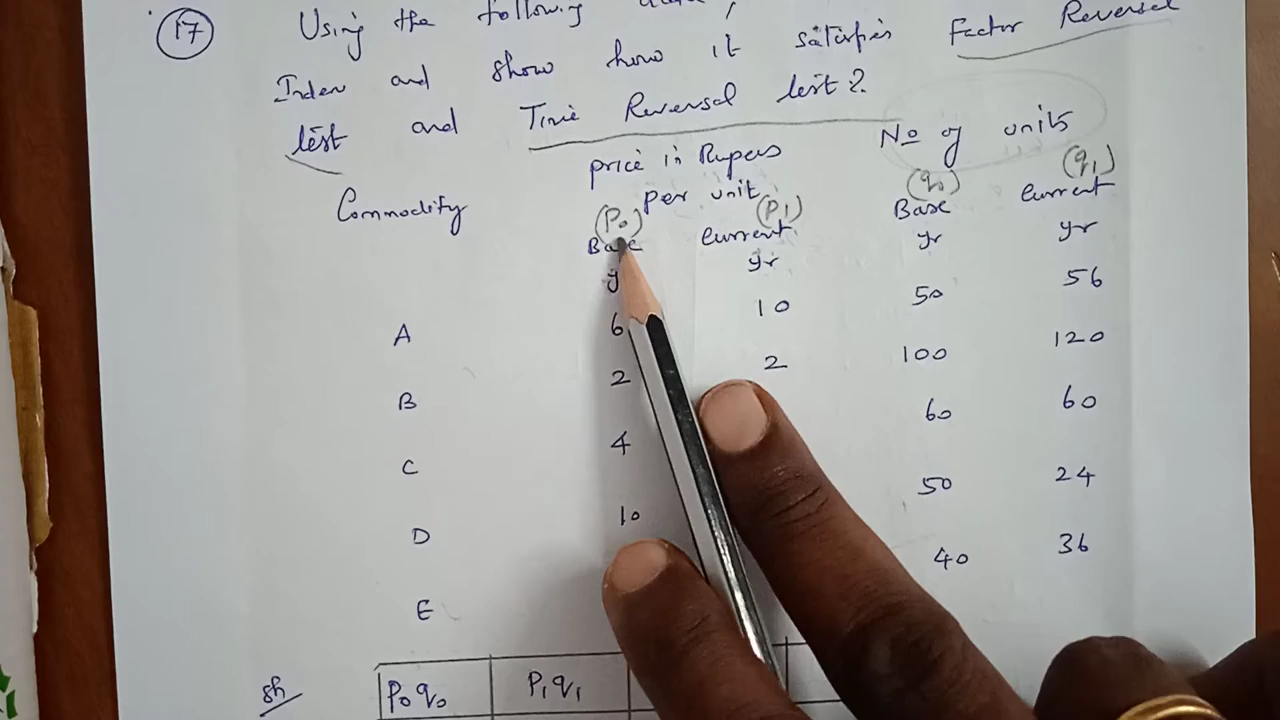 17 Using the following
Index and show how it satisfies Factor Reversal
test and Time Reversal test?
Commodity price in Rupees per unit No of units
(P0) Base yr (P1) Current yr (q0) Base yr (q1) Current yr
A 6 10 50 56
B 2 2 100 120
C 4 60 60
D 10 50 24
E 40 36
P0q0 P1q1